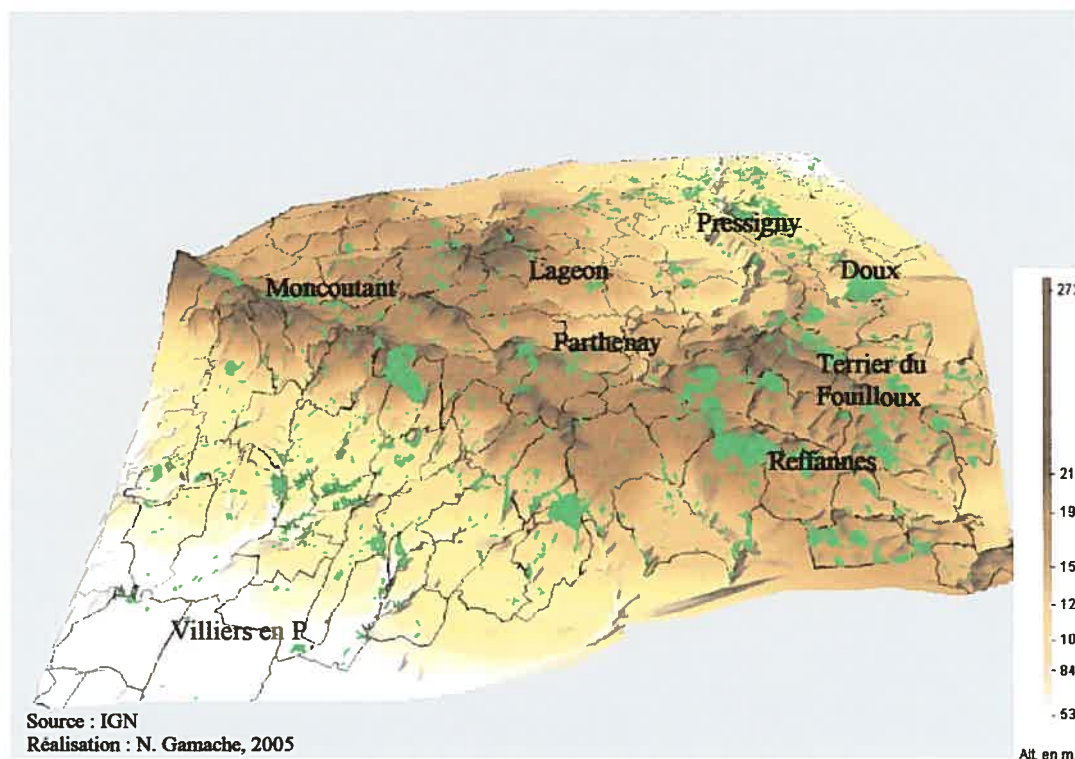 Pressigny
Lageon
Doux
Moncoutant
Parthenay
Terrier du
Fouilloux
Reffannes
Villiers en P.
Source : IGN
Réalisation : N. Gamache, 2005
27
21
19
15
12
10
84
53
Alt. en m